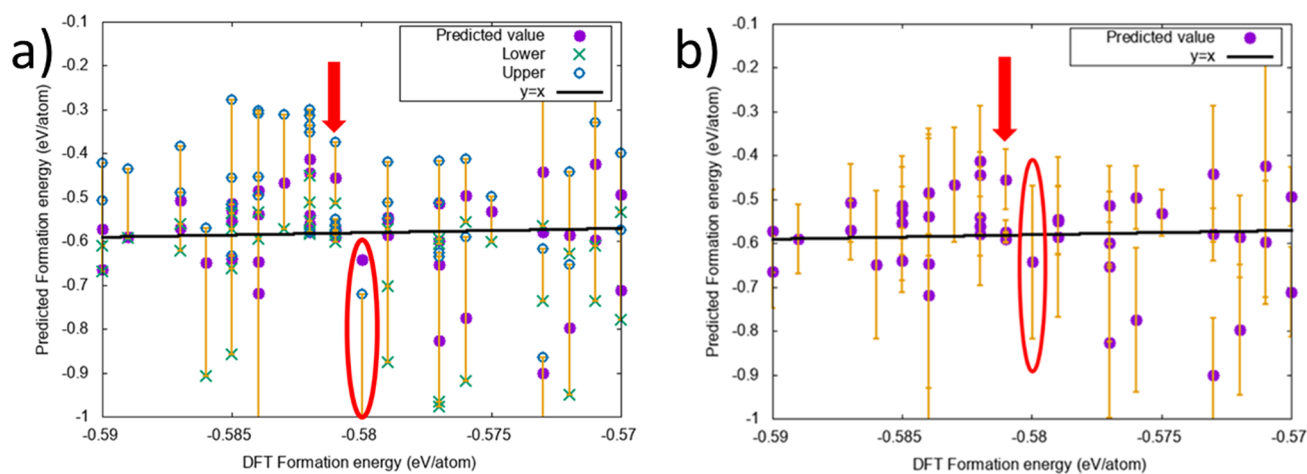 a)
Predicted value
Lower
Upper
y=x
Predicted Formation energy (eV/atom)
-0.1
-0.2
-0.3
-0.4
-0.5
-0.6
-0.7
-0.8
-0.9
-1
-0.59
-0.585
-0.58
-0.575
-0.57
DFT Formation energy (eV/atom)
b)
Predicted value
y=x
Predicted Formation energy (eV/atom)
-0.1
-0.2
-0.3
-0.4
-0.5
-0.6
-0.7
-0.8
-0.9
-1
-0.59
-0.585
-0.58
-0.575
-0.57
DFT Formation energy (eV/atom)